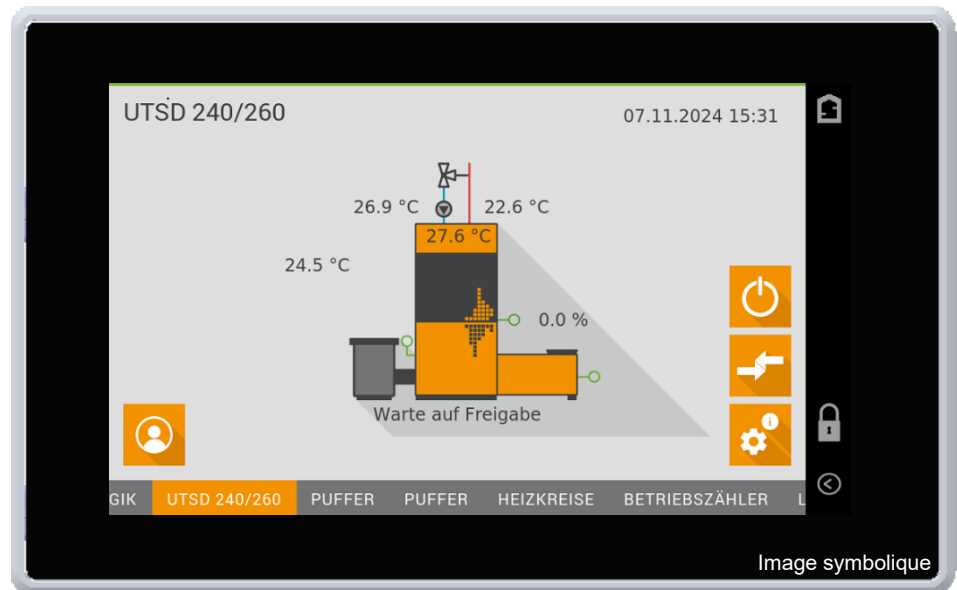 UTSD 240/260
07.11.2024 15:31
26.9 °C
22.6 °C
27.6 °C
24.5 °C
0.0 %
Warte auf Freigabe
GIK UTSD 240/260 PUFFER PUFFER HEIZKREISE BETRIEBSZÄHLER L
Image symbolique